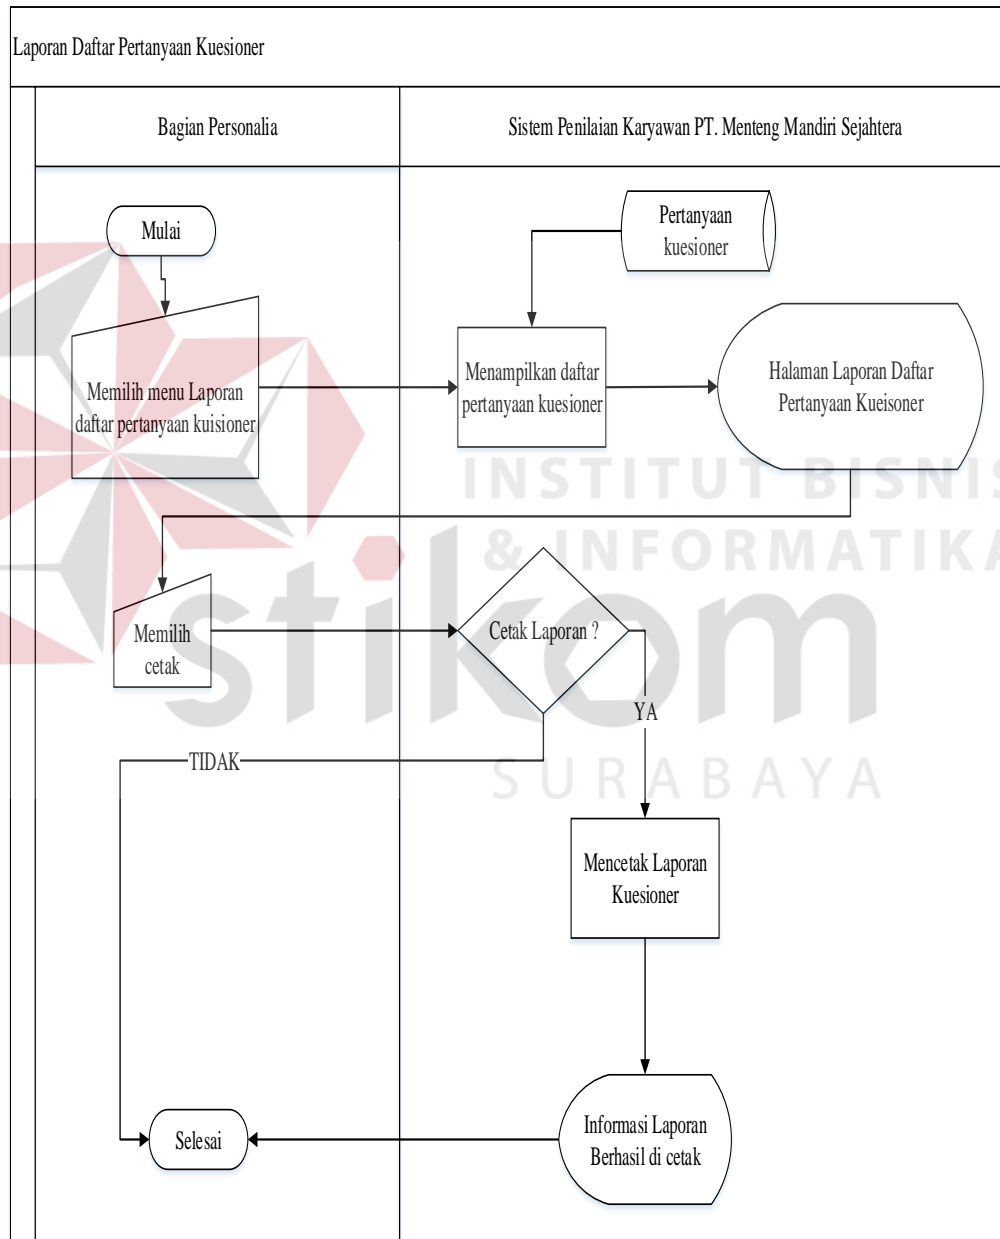 Laporan Daftar Pertanyaan Kuesioner
Bagian Personalia
Sistem Penilaian Karyawan PT. Menteng Mandiri Sejahtera
Mulai
Pertanyaan
kuesioner
Memilih menu Laporan
daftar pertanyaan kuisioner
Menampilkan daftar
pertanyaan kuesioner
Halaman Laporan Daftar
Pertanyaan Kueisoner
INSTITUT BISNIS
& INFORMATIKA
stikom
SURABAYA
Memilih
cetak
Cetak Laporan ?
YA
TIDAK
Mencetak Laporan
Kuesioner
Selesai
Informasi Laporan
Berhasil di cetak